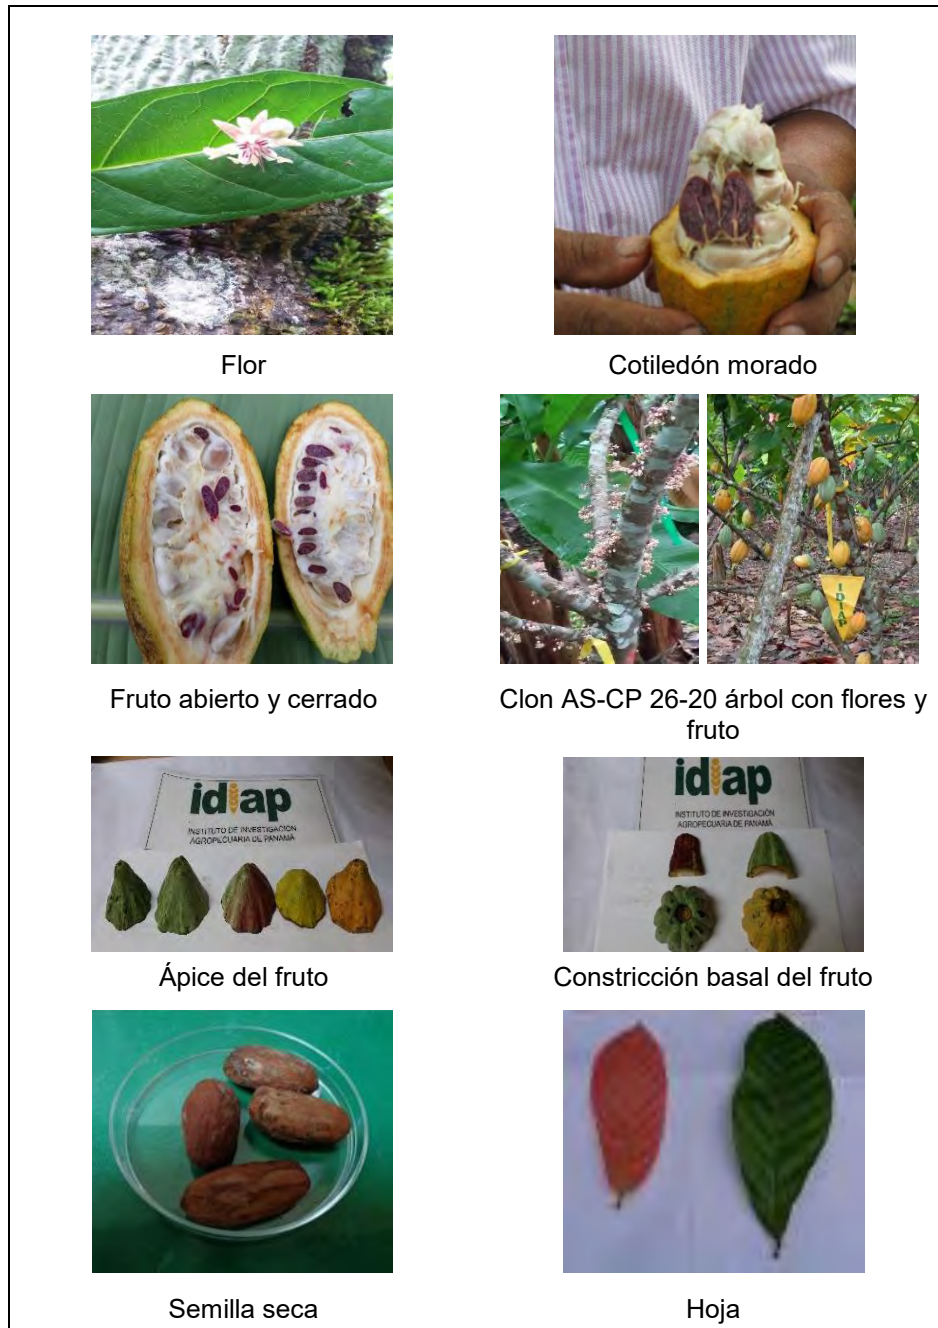 Flor
Cotiledón morado
IDIAP
Fruto abierto y cerrado
Clon AS-CP 26-20 árbol con flores y
fruto
idiap
INSTITUTO DE INVESTIGACIÓN
AGROPECUARIA DE PANAMÁ
idiap
INSTITUTO DE INVESTIGACIÓN
AGROPECUARIA DE PANAMÁ
Ápice del fruto
Constricción basal del fruto
Semilla seca
Hoja